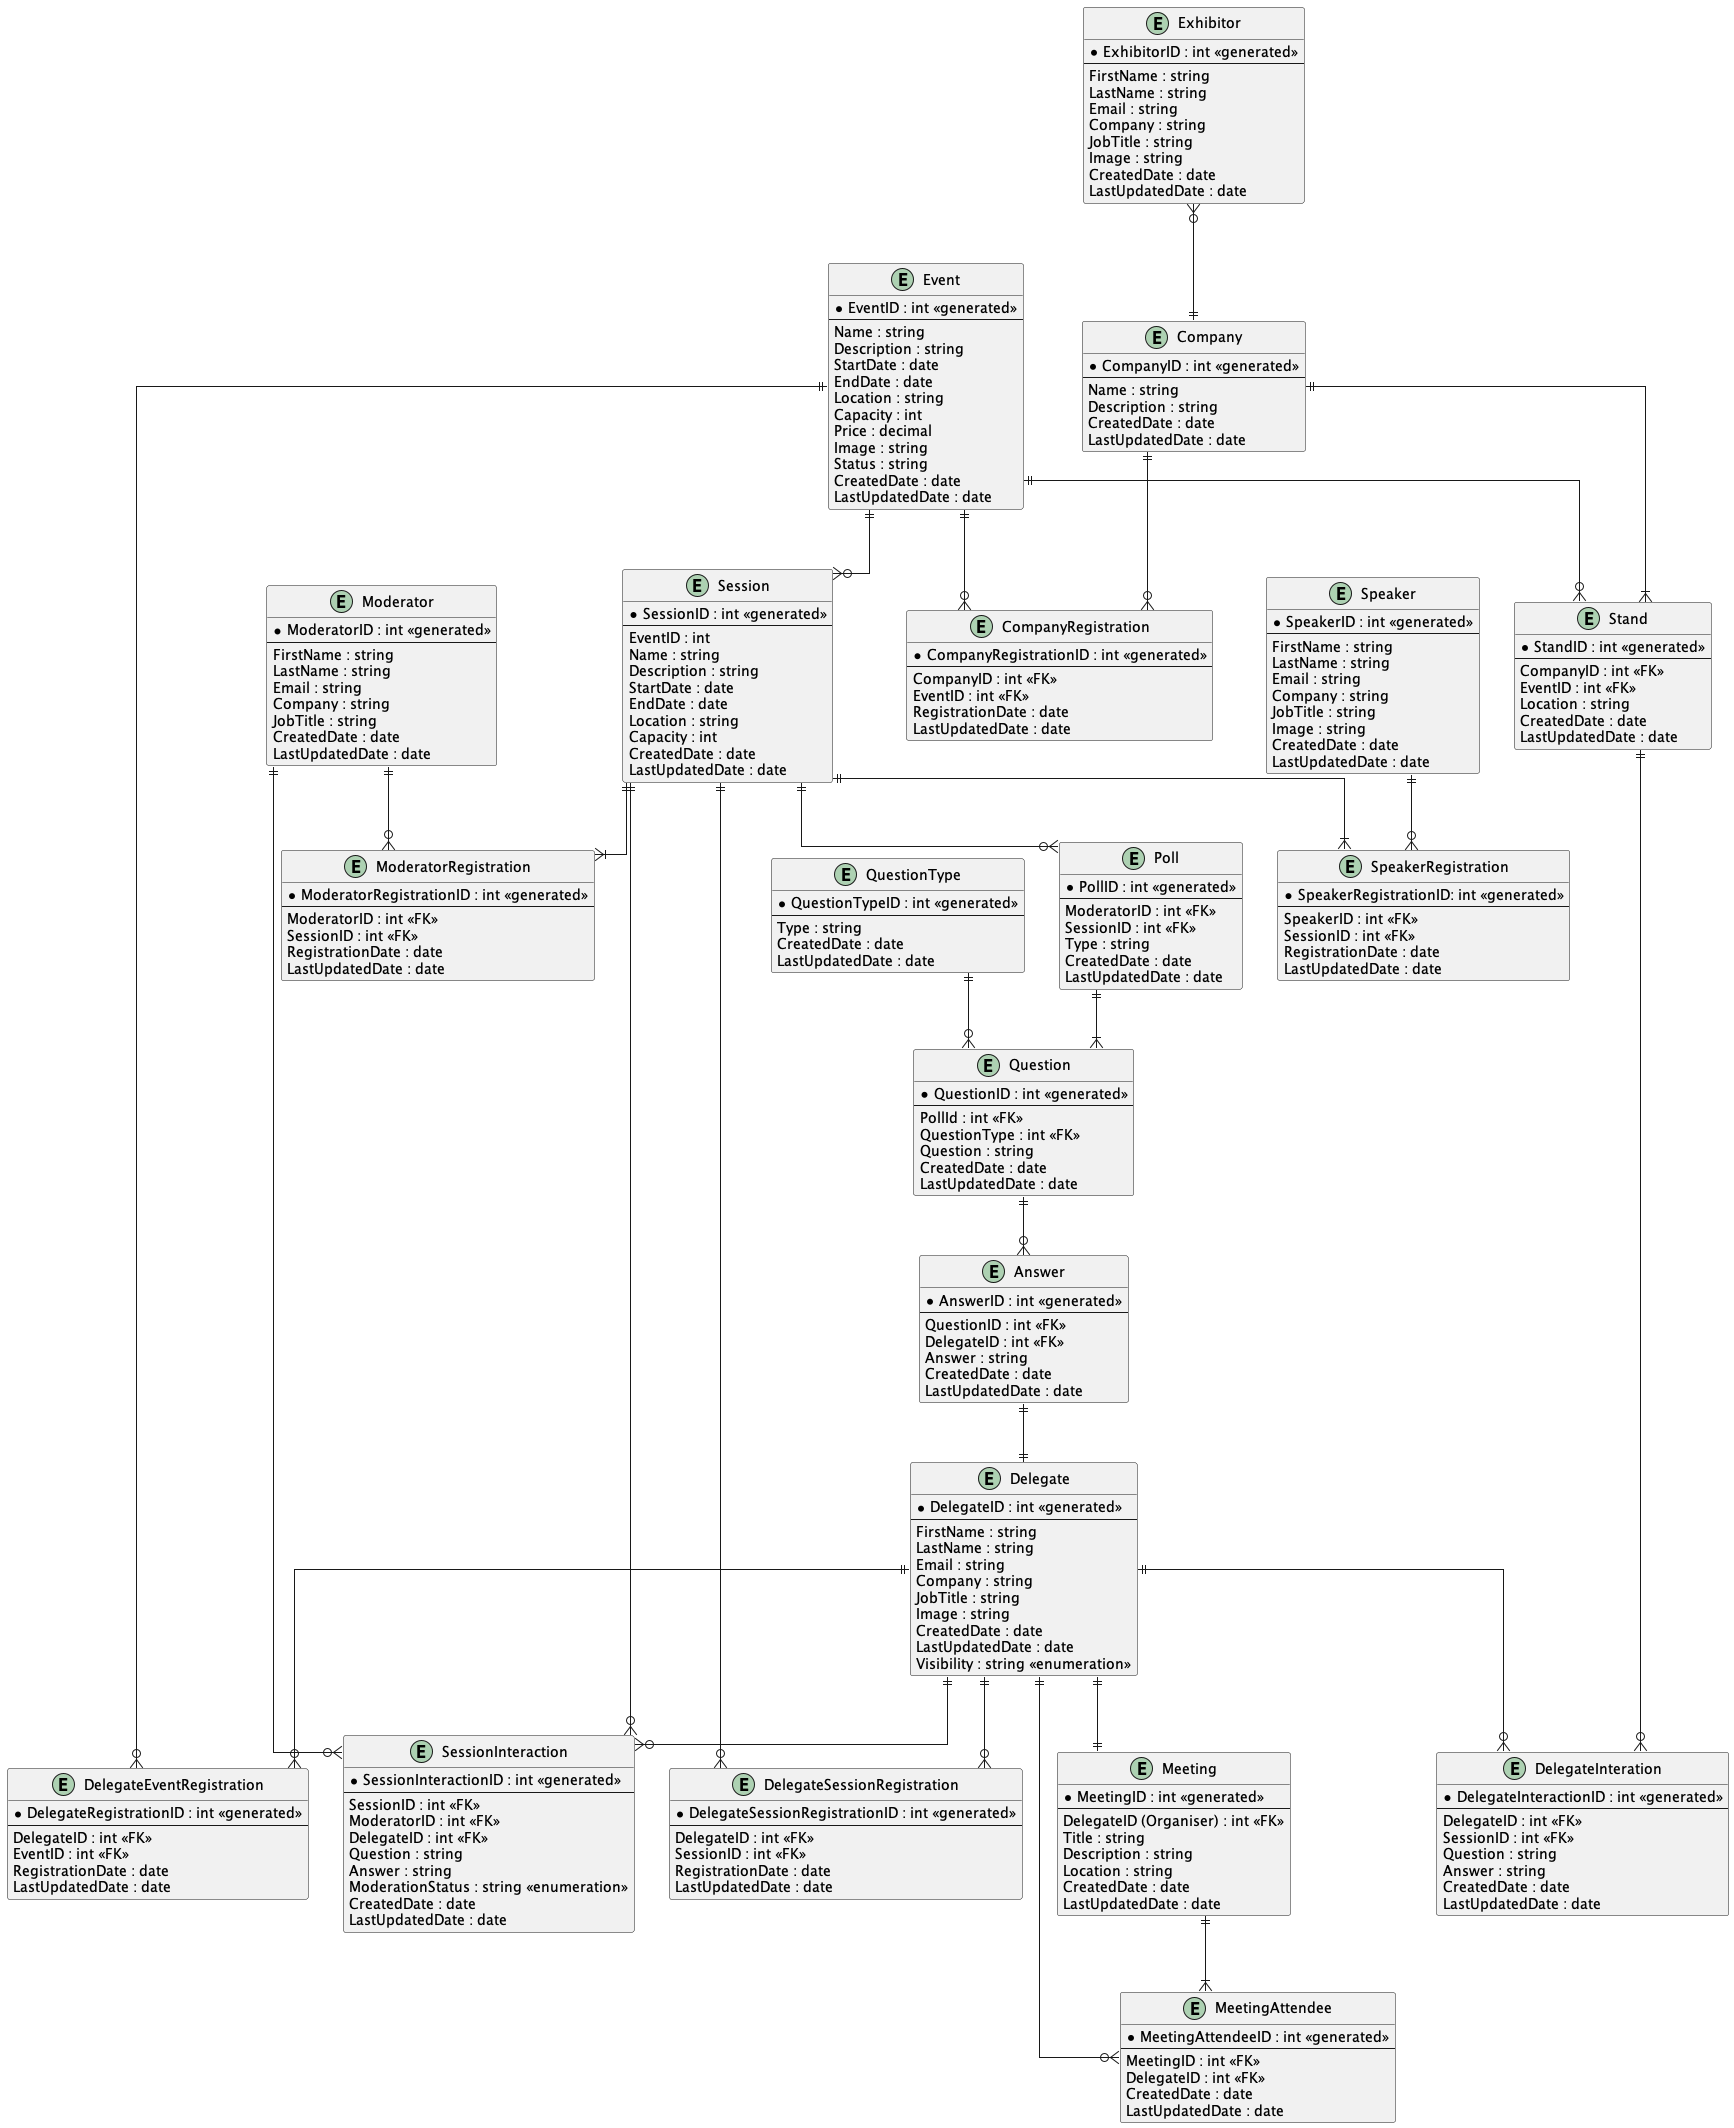 E Exhibitor
* ExhibitorID : int «generated»
FirstName : string
LastName : string
Email : string
Company : string
JobTitle : string
Image : string
CreatedDate : date
LastUpdatedDate : date
E Event
* EventID : int «generated»
Name : string
Description : string
StartDate : date
EndDate : date
Location : string
Capacity : int
Price : decimal
Image : string
Status : string
CreatedDate : date
LastUpdatedDate : date
E Company
* CompanyID : int «generated»
Name : string
Description : string
CreatedDate : date
LastUpdatedDate : date
E Moderator
* ModeratorID : int «generated»
FirstName : string
LastName : string
Email : string
Company : string
JobTitle : string
CreatedDate : date
LastUpdatedDate : date
E Session
* SessionID : int «generated»
EventID : int
Name : string
Description : string
StartDate : date
EndDate : date
Location : string
Capacity : int
CreatedDate : date
LastUpdatedDate : date
E CompanyRegistration
* CompanyRegistrationID : int «generated»
CompanyID : int «FK»
EventID : int «FK»
RegistrationDate : date
LastUpdatedDate : date
E Speaker
* SpeakerID : int «generated»
FirstName : string
LastName : string
Email : string
Company : string
JobTitle : string
Image : string
CreatedDate : date
LastUpdatedDate : date
E Stand
* StandID : int «generated»
CompanyID : int «FK»
EventID : int «FK»
Location : string
CreatedDate : date
LastUpdatedDate : date
E ModeratorRegistration
* ModeratorRegistrationID : int «generated»
ModeratorID : int «FK»
SessionID : int «FK»
RegistrationDate : date
LastUpdatedDate : date
E QuestionType
* QuestionTypeID : int «generated»
Type : string
CreatedDate : date
LastUpdatedDate : date
E Poll
* PollID : int «generated»
ModeratorID : int «FK»
SessionID : int «FK»
Type : string
CreatedDate : date
LastUpdatedDate : date
E SpeakerRegistration
* SpeakerRegistrationID: int «generated»
SpeakerID : int «FK»
SessionID : int «FK»
RegistrationDate : date
LastUpdatedDate : date
E Question
* QuestionID : int «generated»
PollId : int «FK»
QuestionType : int «FK»
Question : string
CreatedDate : date
LastUpdatedDate : date
E Answer
* AnswerID : int «generated»
QuestionID : int «FK»
DelegateID : int «FK»
Answer : string
CreatedDate : date
LastUpdatedDate : date
E Delegate
* DelegateID : int «generated»
FirstName : string
LastName : string
Email : string
Company : string
JobTitle : string
Image : string
CreatedDate : date
LastUpdatedDate : date
Visibility : string «enumeration»
E DelegateEventRegistration
* DelegateRegistrationID : int «generated»
DelegateID : int «FK»
EventID : int «FK»
RegistrationDate : date
LastUpdatedDate : date
E SessionInteraction
* SessionInteractionID : int «generated»
SessionID : int «FK»
ModeratorID : int «FK»
DelegateID : int «FK»
Question : string
Answer : string
ModerationStatus : string «enumeration»
CreatedDate : date
LastUpdatedDate : date
E DelegateSessionRegistration
* DelegateSessionRegistrationID : int «generated»
DelegateID : int «FK»
SessionID : int «FK»
RegistrationDate : date
LastUpdatedDate : date
E Meeting
* MeetingID : int «generated»
DelegateID (Organiser) : int «FK»
Title : string
Description : string
Location : string
CreatedDate : date
LastUpdatedDate : date
E DelegateInteration
* DelegateInteractionID : int «generated»
DelegateID : int «FK»
SessionID : int «FK»
Question : string
Answer : string
CreatedDate : date
LastUpdatedDate : date
E MeetingAttendee
* MeetingAttendeeID : int «generated»
MeetingID : int «FK»
DelegateID : int «FK»
CreatedDate : date
LastUpdatedDate : date